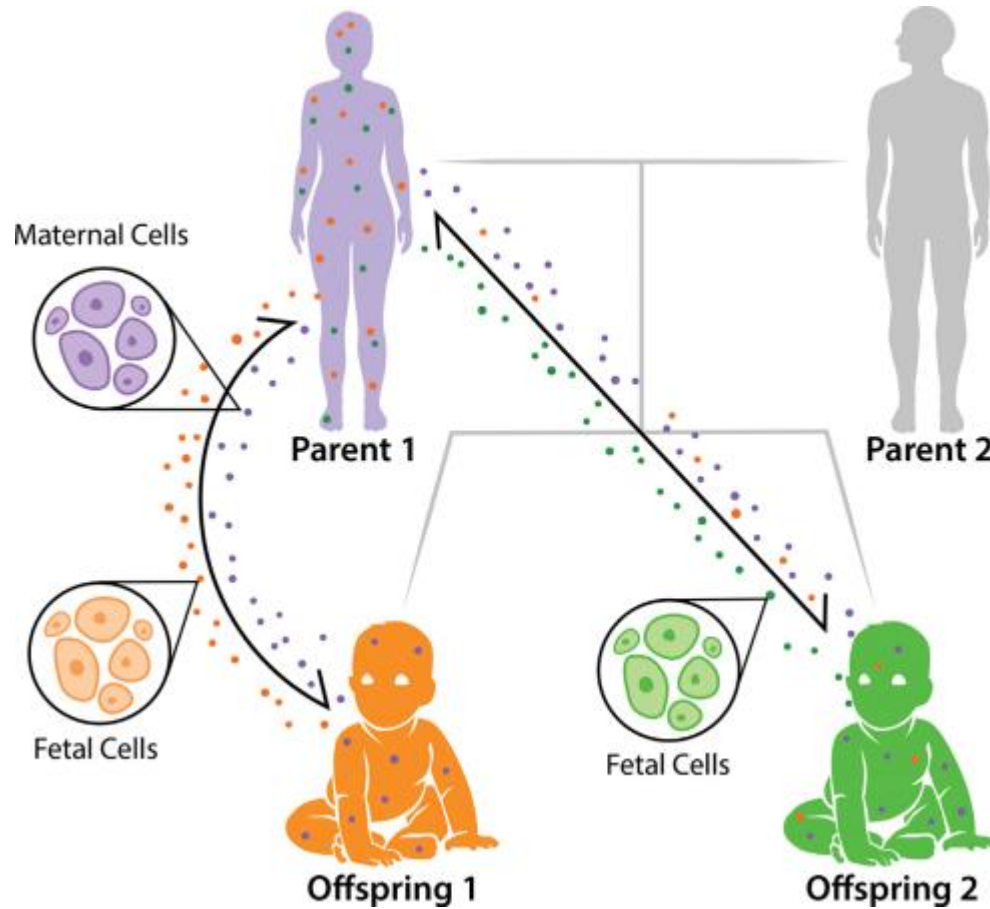 Maternal Cells
Parent 1
Parent 2
Fetal Cells
Fetal Cells
Offspring 1
Offspring 2